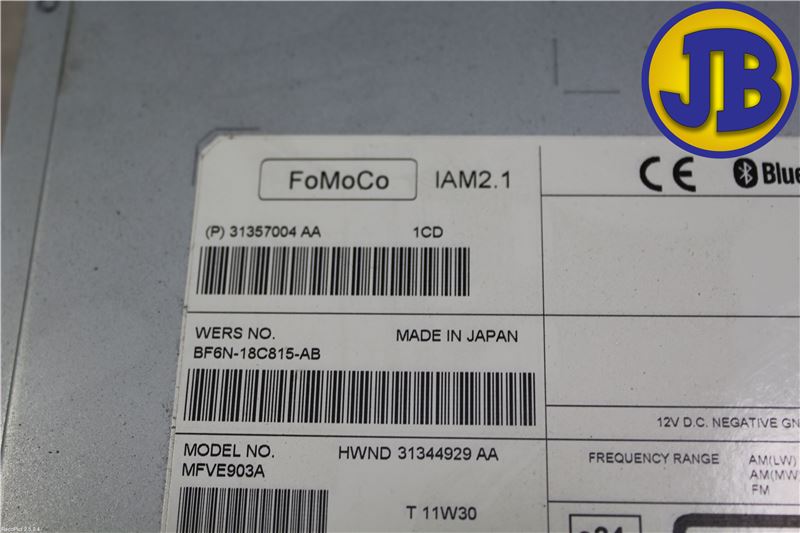 JB
FoMoCo IAM2.1
(P) 31357004 AA 1CD
WERS NO. MADE IN JAPAN
BF6N-18C815-AB
MODEL NO. HWND 31344929 AA
MFVE903A
T 11W30
CE Blue
12V D.C. NEGATIVE GN
FREQUENCY RANGE AM(LW)
AM(MW
FM